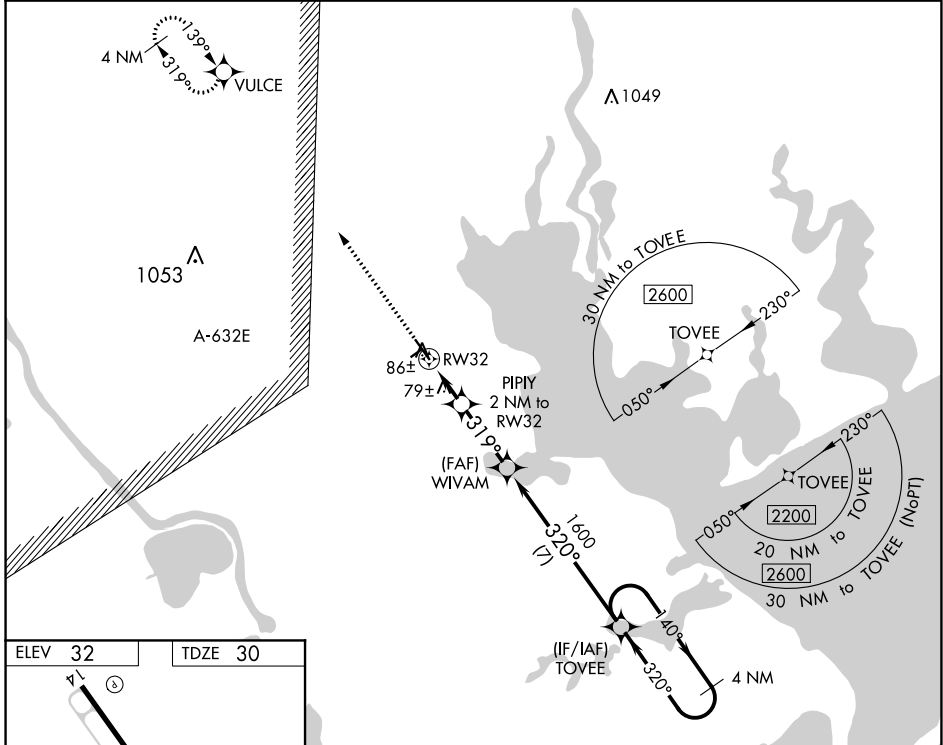 139°
4 NM
319°
VULCE
1049
1053
A-632E
30 NM to TOVEE
2600
230°
TOVEE
050°
86±
RW32
79±
PIPIY
2 NM to
RW32
319°
(FAF)
WIVAM
230°
TOVEE
050°
2200
20 NM to TOVEE
2600
30 NM to TOVEE (NoPT)
1600
320°
(7)
140°
(IF/IAF)
TOVEE
320°
4 NM
ELEV 32
TDZE 30
14
P